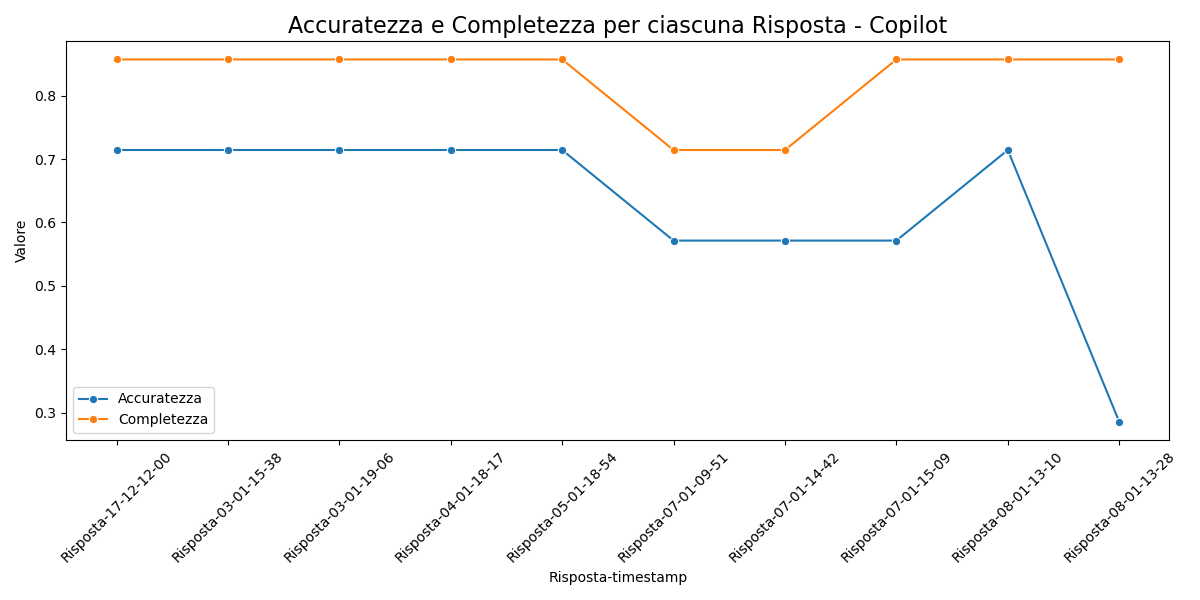 Accuratezza e Completezza per ciascuna Risposta - Copilot
Valore
0.8
0.7
0.6
0.5
0.4
0.3
Accuratezza
Completezza
Risposta-17-12-12-00
Risposta-03-01-15-38
Risposta-03-01-19-06
Risposta-04-01-18-17
Risposta-05-01-18-54
Risposta-07-01-09-51
Risposta-07-01-14-42
Risposta-07-01-15-09
Risposta-08-01-13-10
Risposta-08-01-13-28
Risposta-timestamp